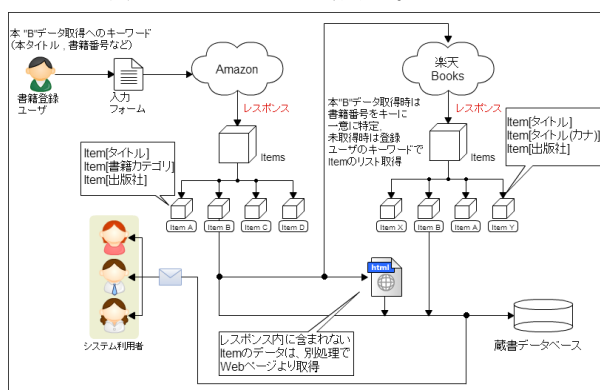 本 "B"データ取得へのキーワード
(本タイトル , 書籍番号など)
書籍登録
ユーザ
入力
フォーム
Amazon
レスポンス
Items
Item[タイトル]
Item[書籍カテゴリ]
Item[出版社]
Item A
Item B
Item C
Item D
楽天
Books
レスポンス
本"B"データ取得時は
書籍番号をキーに
一意に特定,
未取得時は登録
ユーザのキーワードで
Itemのリスト取得
Items
Item[タイトル]
Item[タイトル(カナ)]
Item[出版社]
Item X
Item B
Item A
Item Y
html
システム利用者
レスポンス内に含まれない
Itemのデータは、別処理で
Webページより取得
蔵書データベース